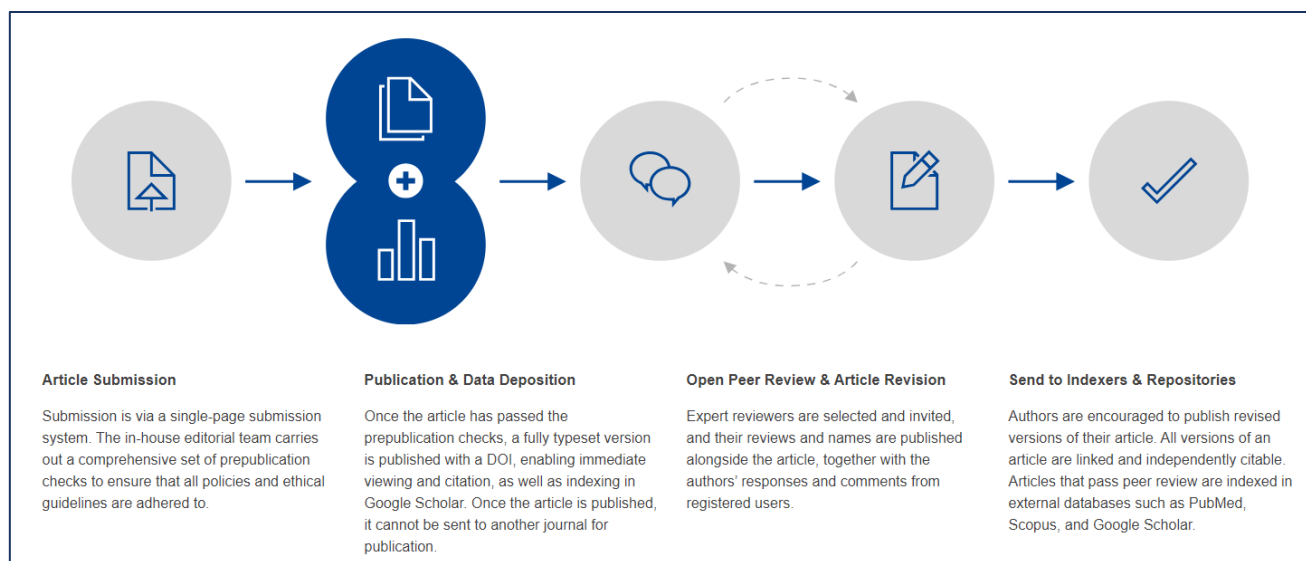 Article Submission
Submission is via a single-page submission
system. The in-house editorial team carries
out a comprehensive set of prepublication
checks to ensure that all policies and ethical
guidelines are adhered to.
Publication & Data Deposition
Once the article has passed the
prepublication checks, a fully typeset version
is published with a DOI, enabling immediate
viewing and citation, as well as indexing in
Google Scholar. Once the article is published,
it cannot be sent to another journal for
publication.
Open Peer Review & Article Revision
Expert reviewers are selected and invited,
and their reviews and names are published
alongside the article, together with the
authors' responses and comments from
registered users.
Send to Indexers & Repositories
Authors are encouraged to publish revised
versions of their article. All versions of an
article are linked and independently citable.
Articles that pass peer review are indexed in
external databases such as PubMed,
Scopus, and Google Scholar.